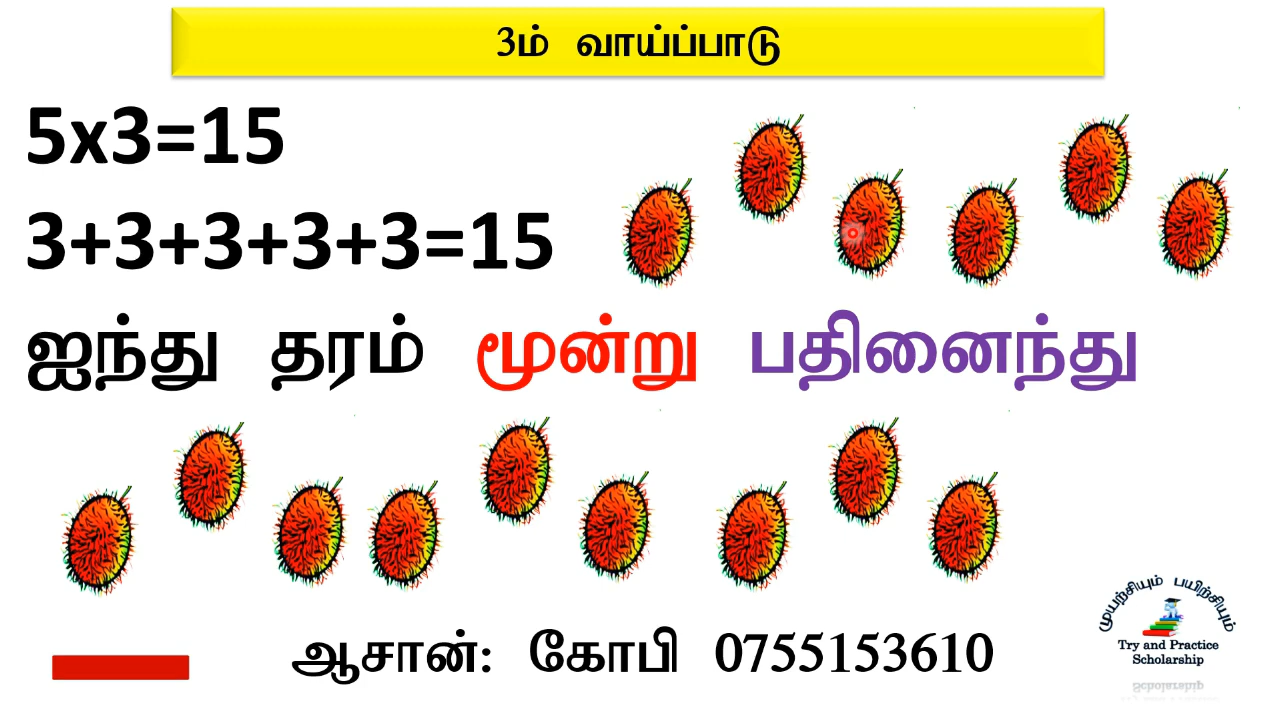 3ம் வாய்ப்பாடு
5x3=15
3+3+3+3+3=15
ஐந்து தரம் மூன்று பதினைந்து
ஆசான்: கோபி 0755153610
முயற்சியும் பயிற்சியும்
Try and Practice
Scholarship